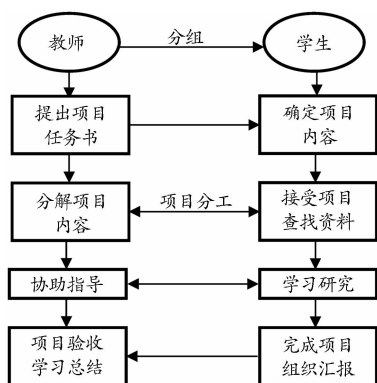 教师
分组
学生
提出项目
任务书
确定项目
内容
分解项目
内容
项目分工
接受项目
查找资料
协助指导
学习研究
项目验收
学习总结
完成项目
组织汇报